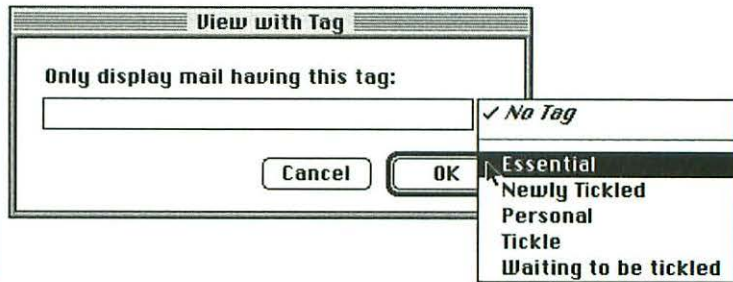 View with Tag
Only display mail having this tag:
✓ No Tag
Cancel
OK
Essential
Newly Tickled
Personal
Tickle
Waiting to be tickled